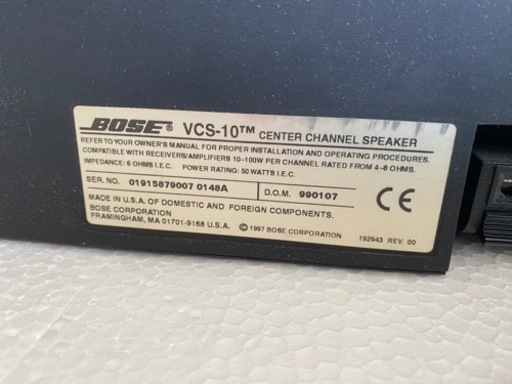 BOSE® VCS-10™ CENTER CHANNEL SPEAKER
REFER TO YOUR OWNER'S MANUAL FOR PROPER INSTALLATION AND OPERATING PROCEDURES.
COMPATIBLE WITH RECEIVERS/AMPLIFIERS 10-100W PER CHANNEL RATED FROM 4-8 OHMS.
IMPEDANCE: 6 OHMS I.E.C. POWER RATING: 50 WATTS I.E.C.
SER. NO. 01915879007 0148A D.O.M. 990107
MADE IN U.S.A. OF DOMESTIC AND FOREIGN COMPONENTS.
BOSE CORPORATION
FRAMINGHAM, MA 01701-9168 U.S.A. © 1997 BOSE CORPORATION 192943 REV. 00
CE